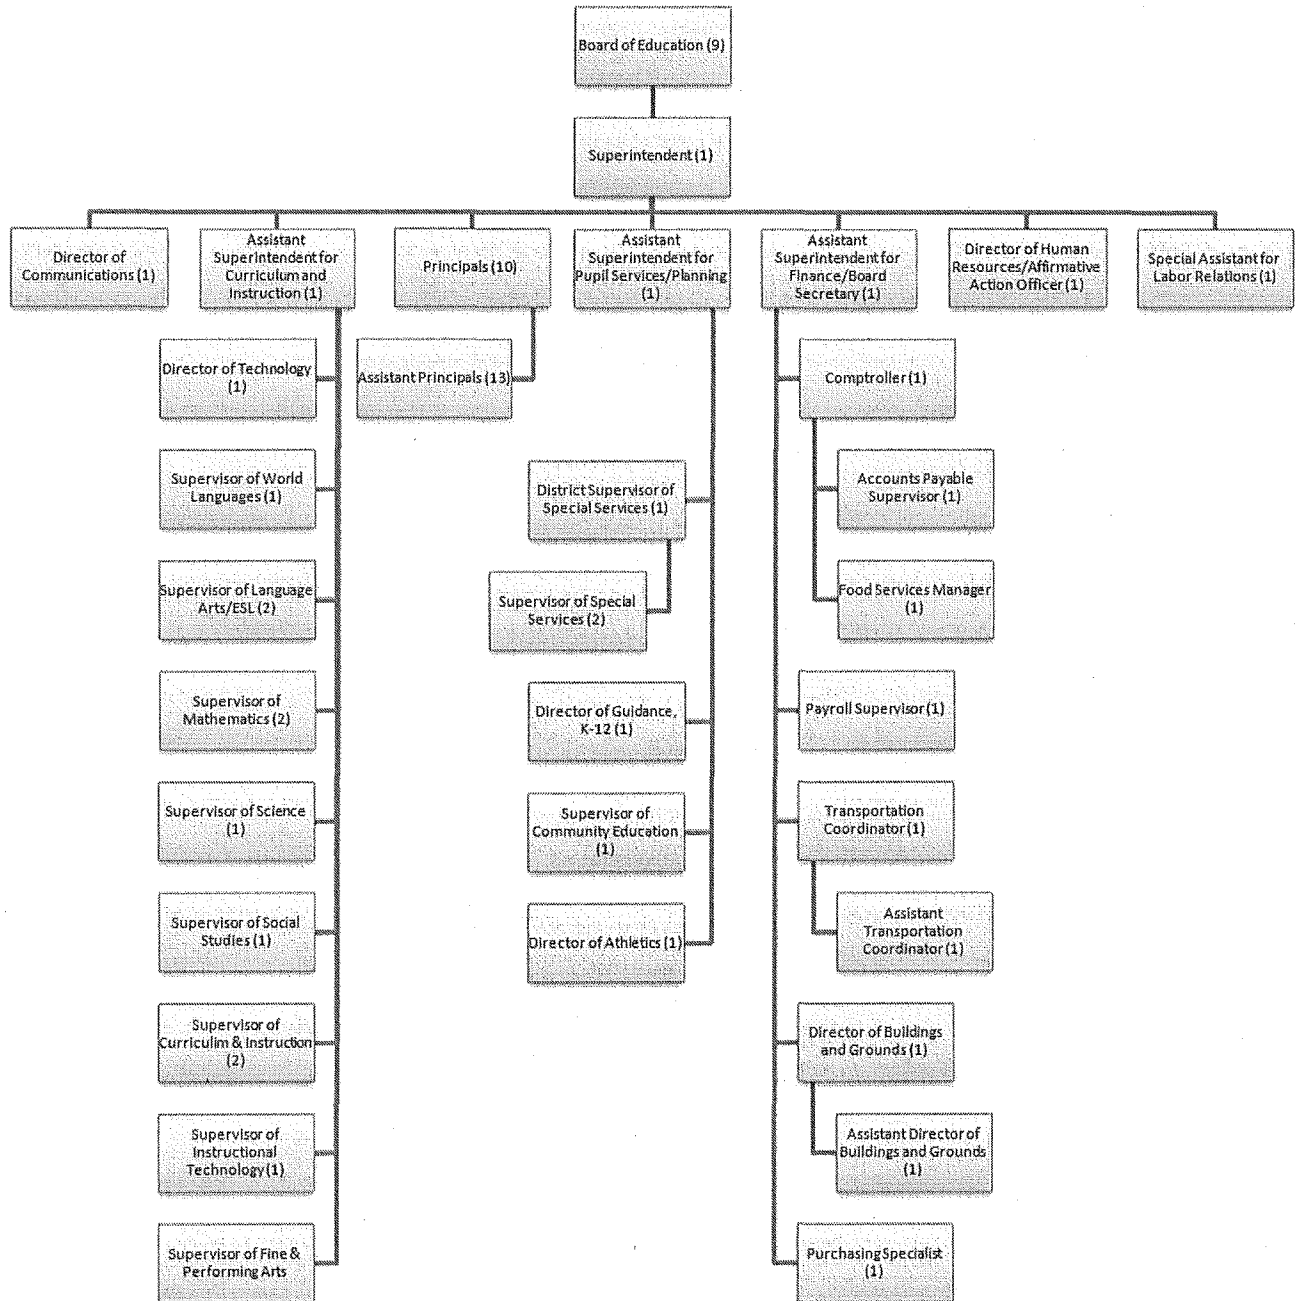 Board of Education (9)
Superintendent (1)
Director of
Communications (1)
Assistant
Superintendent for
Curriculum and
Instruction (1)
Principals (10)
Assistant
Superintendent for
Pupil Services/Planning
(1)
Assistant
Superintendent for
Finance/Board
Secretary (1)
Director of Human
Resources/Affirmative
Action Officer (1)
Special Assistant for
Labor Relations (1)
Director of Technology
(1)
Supervisor of World
Languages (1)
Supervisor of Language
Arts/ESL (2)
Supervisor of
Mathematics (2)
Supervisor of Science
(1)
Supervisor of Social
Studies (1)
Supervisor of
Curriculim & Instruction
(2)
Supervisor of
Instructional
Technology (1)
Supervisor of Fine &
Performing Arts
Assistant Principals (13)
District Supervisor of
Special Services (1)
Supervisor of Special
Services (2)
Director of Guidance,
K-12 (1)
Supervisor of
Community Education
(1)
Director of Athletics (1)
Comptroller (1)
Accounts Payable
Supervisor (1)
Food Services Manager
(1)
Payroll Supervisor (1)
Transportation
Coordinator (1)
Assistant
Transportation
Coordinator (1)
Director of Buildings
and Grounds (1)
Assistant Director of
Buildings and Grounds
(1)
Purchasing Specialist
(1)